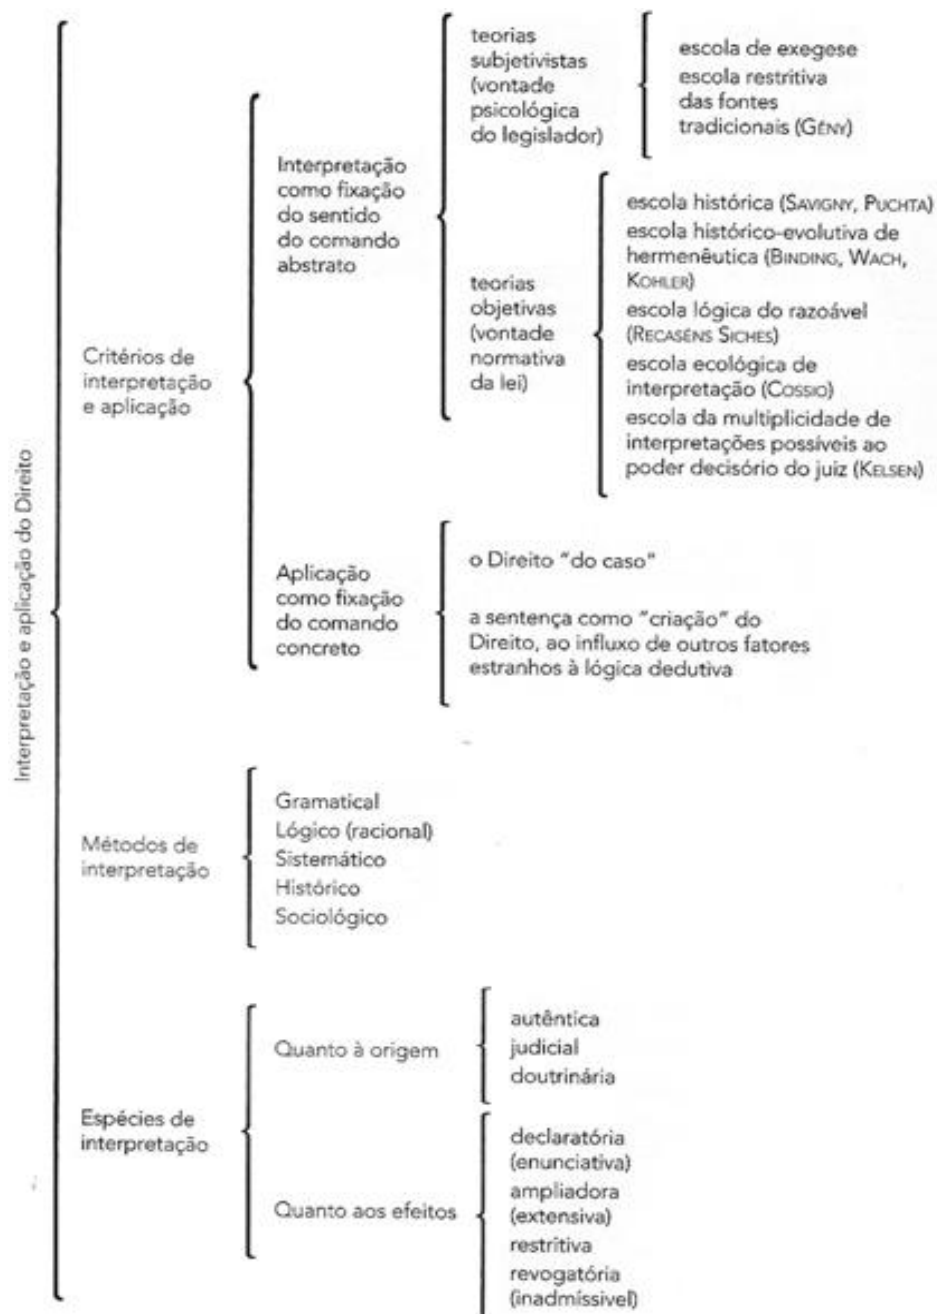 Interpretação e aplicação do Direito
Critérios de
interpretação
e aplicação
Interpretação
como fixação
do sentido
do comando
abstrato
teorias
subjetivistas
(vontade
psicológica
do legislador)
escola de exegese
escola restritiva
das fontes
tradicionais (GÉNY)
teorias
objetivas
(vontade
normativa
da lei)
escola histórica (SAVIGNY, PUCHTA)
escola histórico-evolutiva de
hermenêutica (BINDING, WACH,
KOHLER)
escola lógica do razoável
(RECASÉNS SICHES)
escola ecológica de
interpretação (COSSIO)
escola da multiplicidade de
interpretações possíveis ao
poder decisório do juiz (KELSEN)
Aplicação
como fixação
do comando
concreto
o Direito "do caso"
a sentença como "criação" do
Direito, ao influxo de outros fatores
estranhos à lógica dedutiva
Métodos de
interpretação
Gramatical
Lógico (racional)
Sistemático
Histórico
Sociológico
Espécies de
interpretação
Quanto à origem
autêntica
judicial
doutrinária
Quanto aos efeitos
declaratória
(enunciativa)
ampliadora
(extensiva)
restritiva
revogatória
(inadmíssivel)